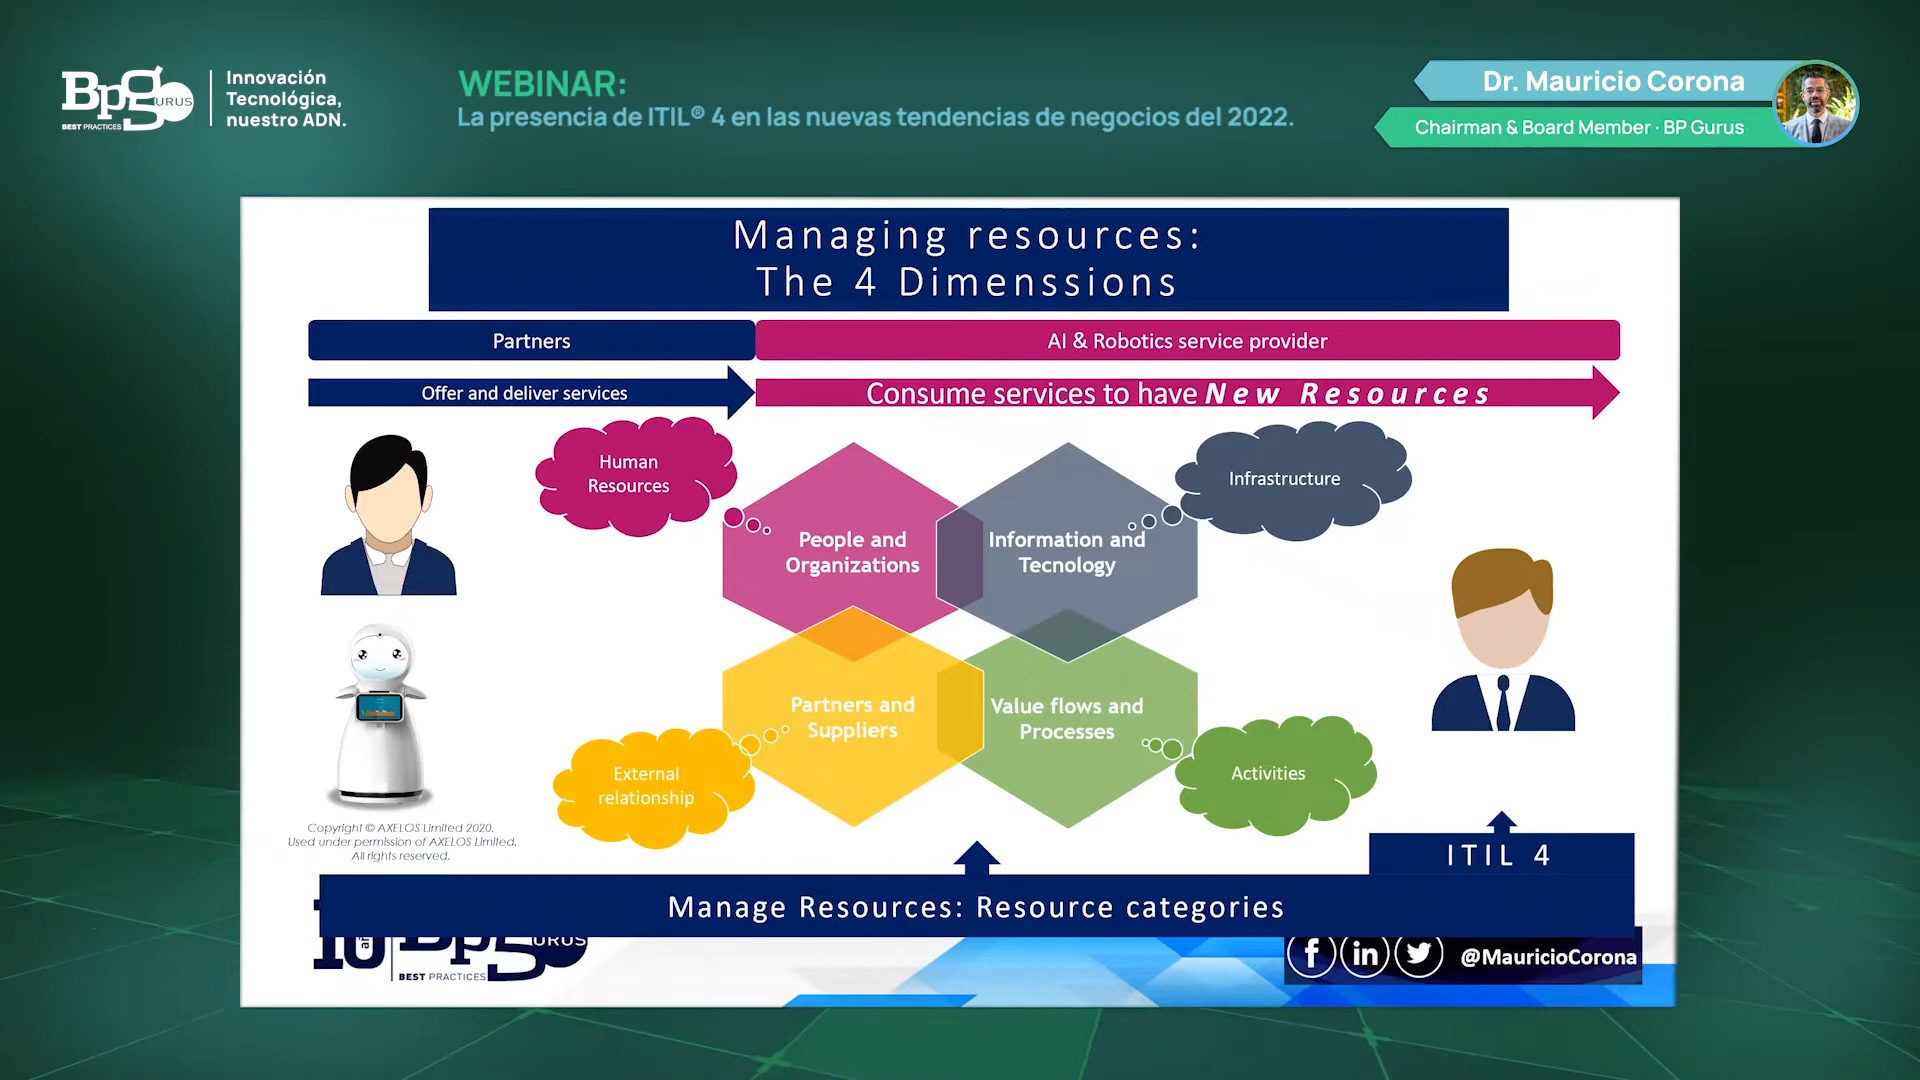 Bpg
GURUS
BEST PRACTICES
Innovación
Tecnológica,
nuestro ADN.
WEBINAR:
La presencia de ITIL® 4 en las nuevas tendencias de negocios del 2022.
Dr. Mauricio Corona
Chairman & Board Member · BP Gurus
Managing resources:
The 4 Dimenssions
Partners
AI & Robotics service provider
Offer and deliver services
Consume services to have New Resources
Human
Resources
Infrastructure
People and
Organizations
Information and
Tecnology
Partners and
Suppliers
Value flows and
Processes
External
relationship
Activities
Copyright © AXELOS Limited 2020.
Used under permission of AXELOS Limited.
All rights reserved.
ITIL 4
Manage Resources: Resource categories
10
Bpg
GURUS
BEST PRACTICES
@MauricioCorona